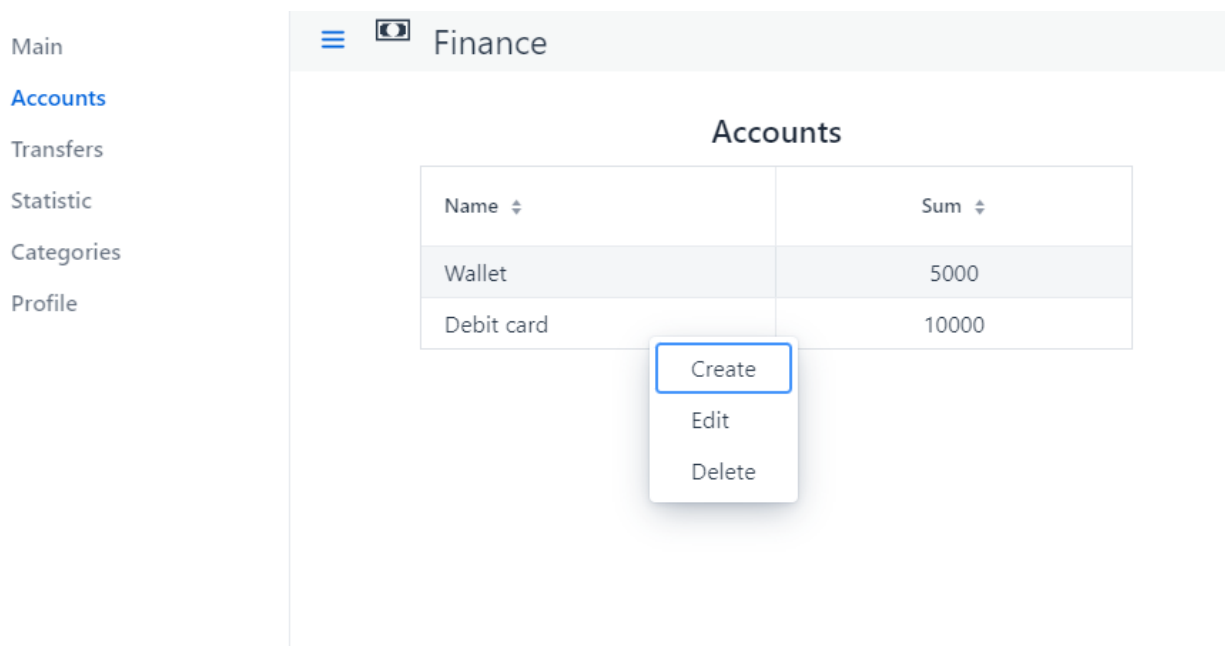 Main
Accounts
Transfers
Statistic
Categories
Profile
Finance
Accounts
Name Sum
Wallet 5000
Debit card 10000
Create
Edit
Delete